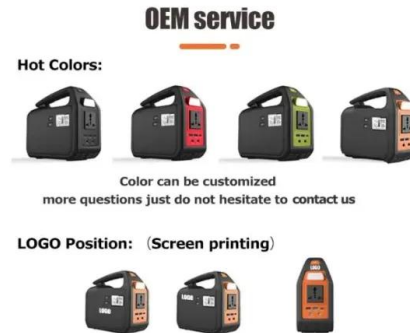 OEM service
Hot Colors:
Color can be customized
more questions just do not hesitate to contact us
LOGO Position: (Screen printing)
LOGO
LOGO
LOGO